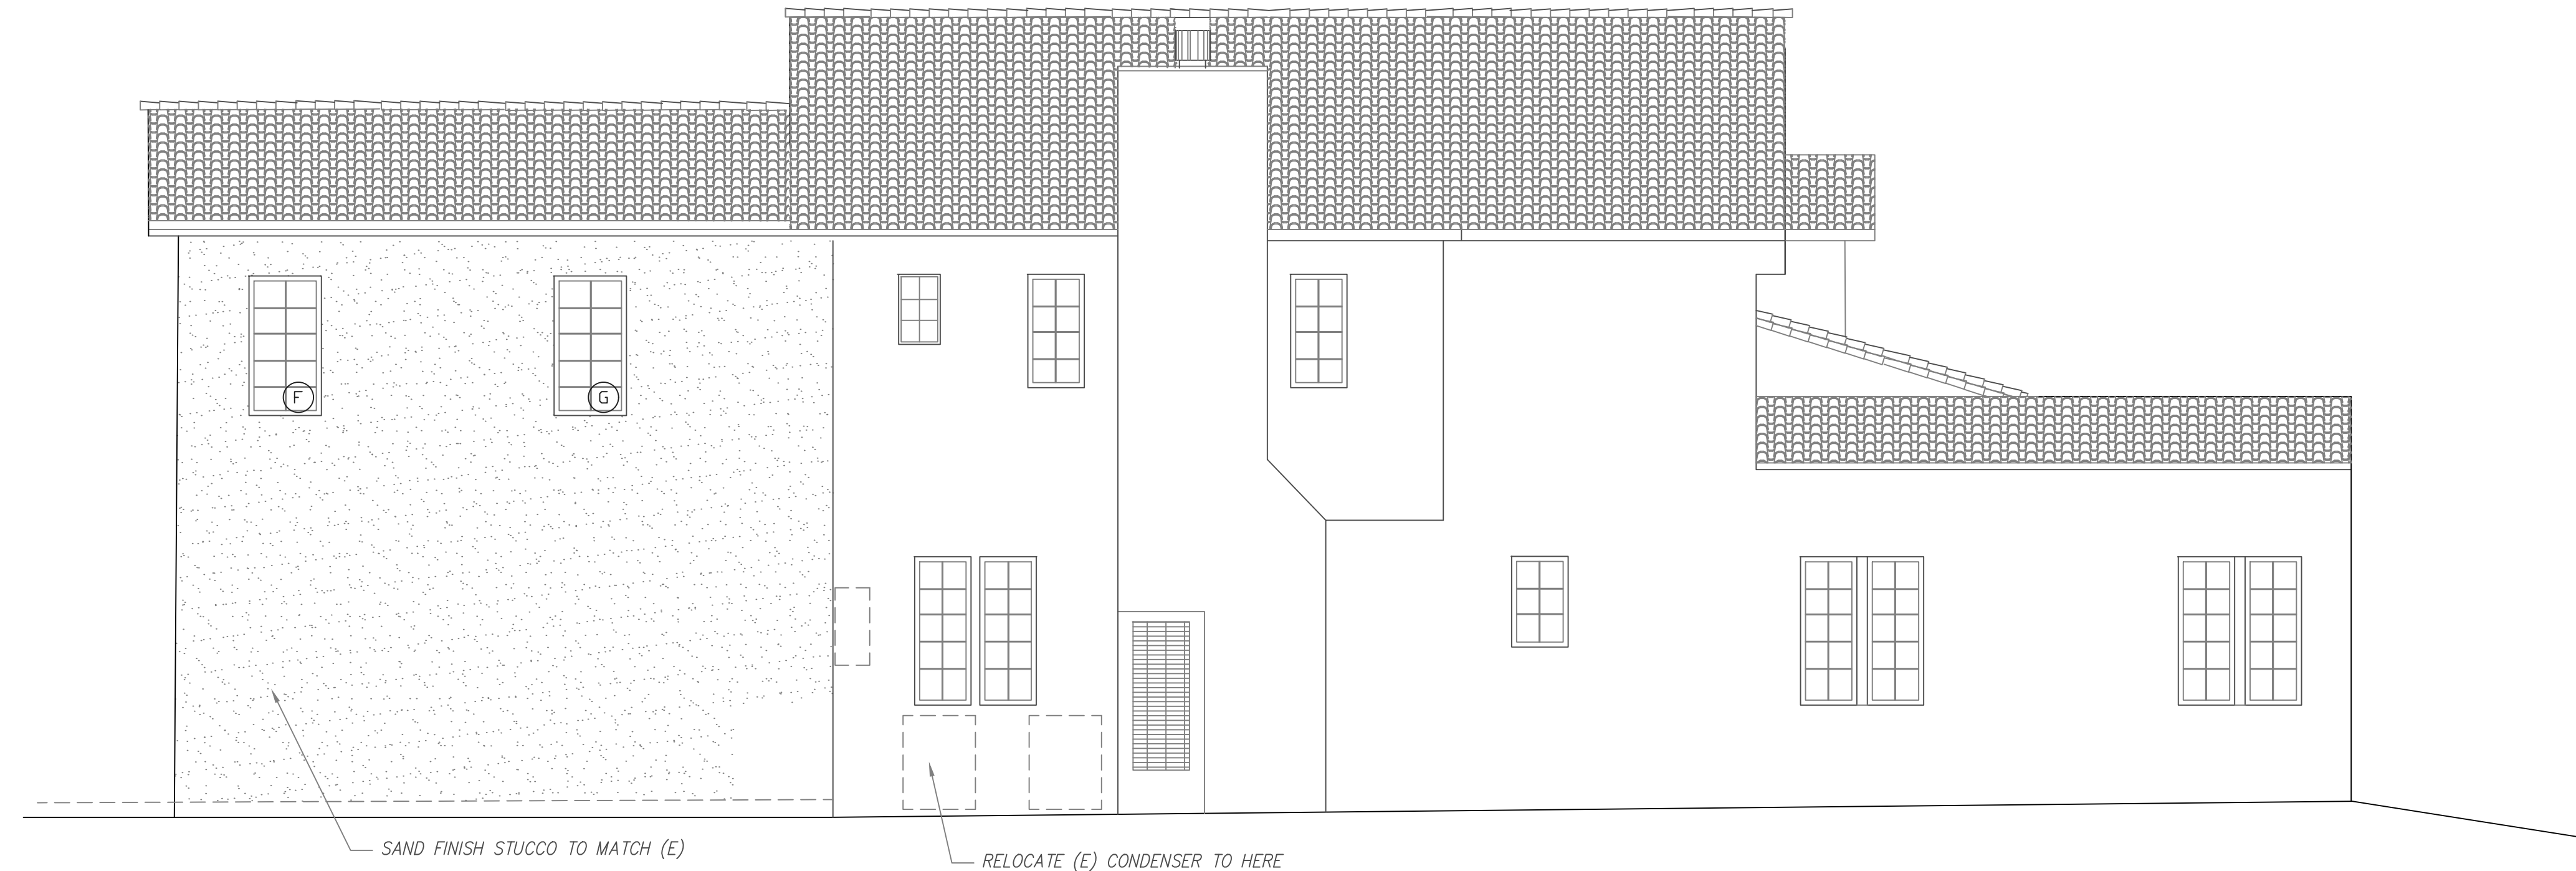 F
G
SAND FINISH STUCCO TO MATCH (E)
RELOCATE (E) CONDENSER TO HERE